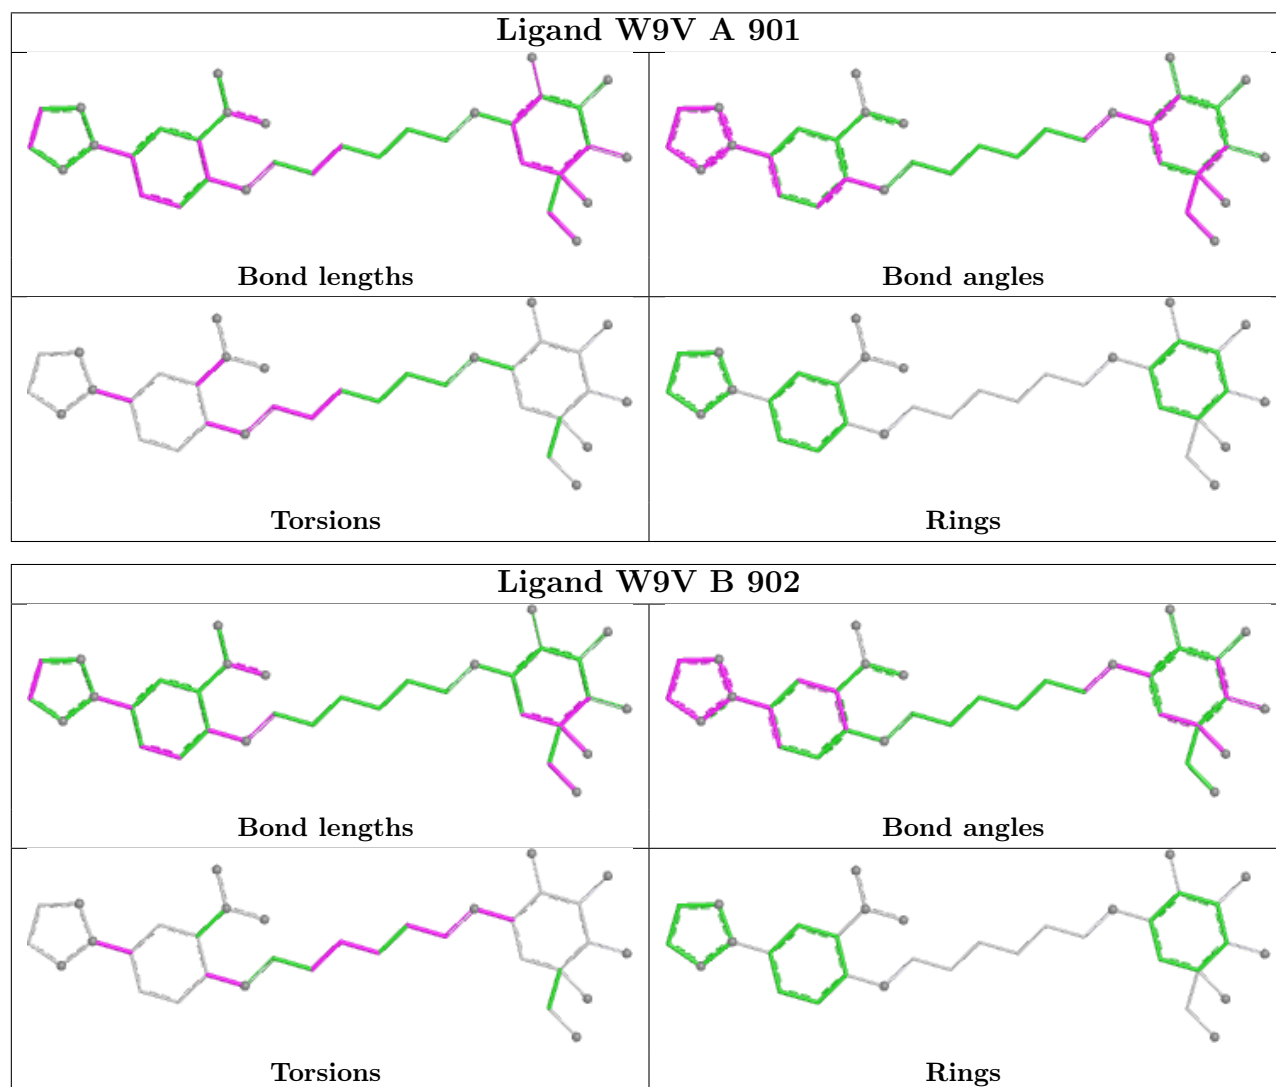 Ligand W9V A 901
Bond lengths
Bond angles
Torsions
Rings
Ligand W9V B 902
Bond lengths
Bond angles
Torsions
Rings